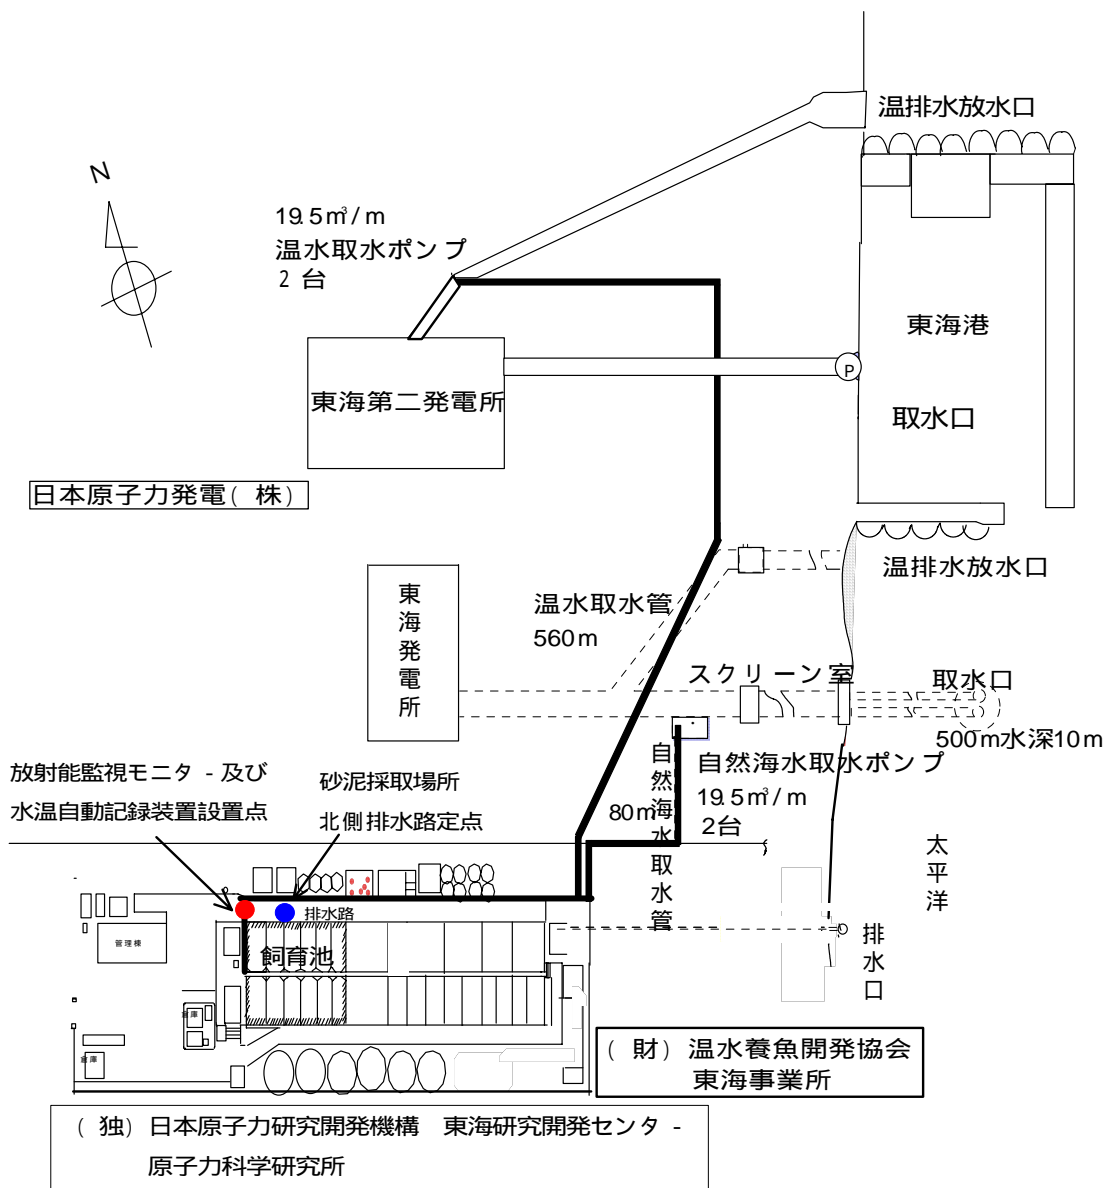 温排水放水口
N
19.5㎥/m
温水取水ポンプ
2台
東海港
P
東海第二発電所
取水口
日本原子力発電(株)
温排水放水口
東海発電所
温水取水管
560m
スクリーン室
取水口
500m水深10m
放射能監視モニタ-及び
水温自動記録装置設置点
砂泥採取場所
北側排水路定点
自然海水取水管
80m
自然海水取水ポンプ
19.5㎥/m
2台
太平洋
排水路
管理棟
飼育池
排水口
倉庫
倉庫
(財)温水養魚開発協会
東海事業所
(独)日本原子力研究開発機構 東海研究開発センタ-
原子力科学研究所